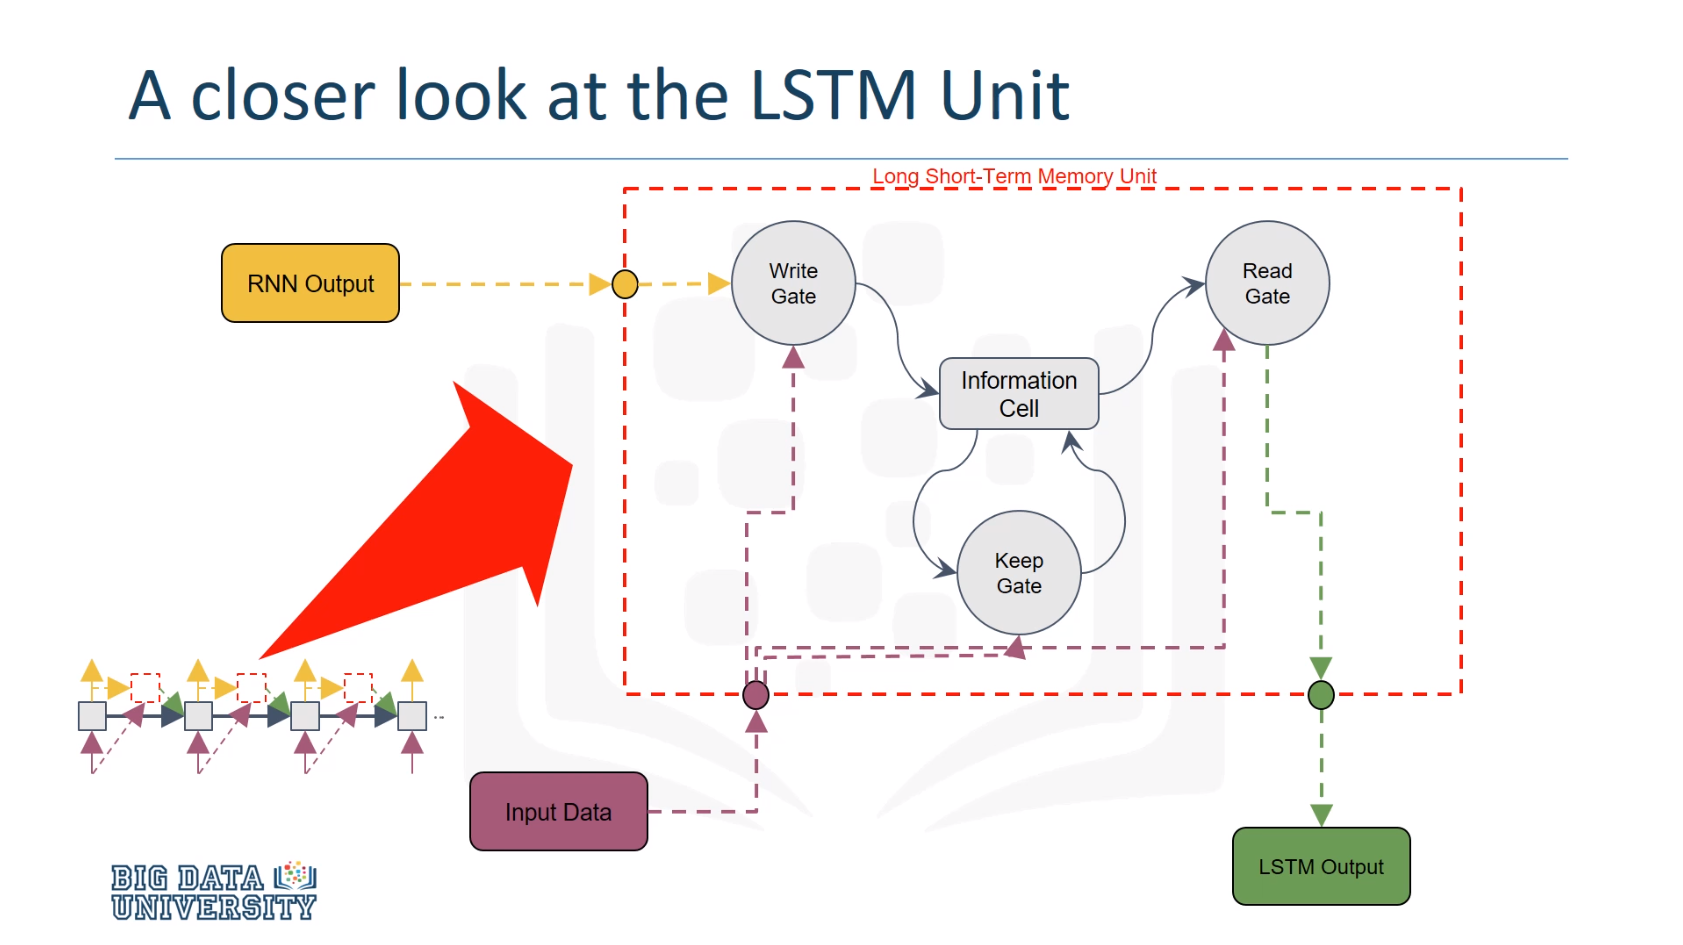 A closer look at the LSTM Unit
Long Short-Term Memory Unit
RNN Output
Write
Gate
Read
Gate
Information
Cell
Keep
Gate
...
Input Data
LSTM Output
BIG DATA
UNIVERSITY